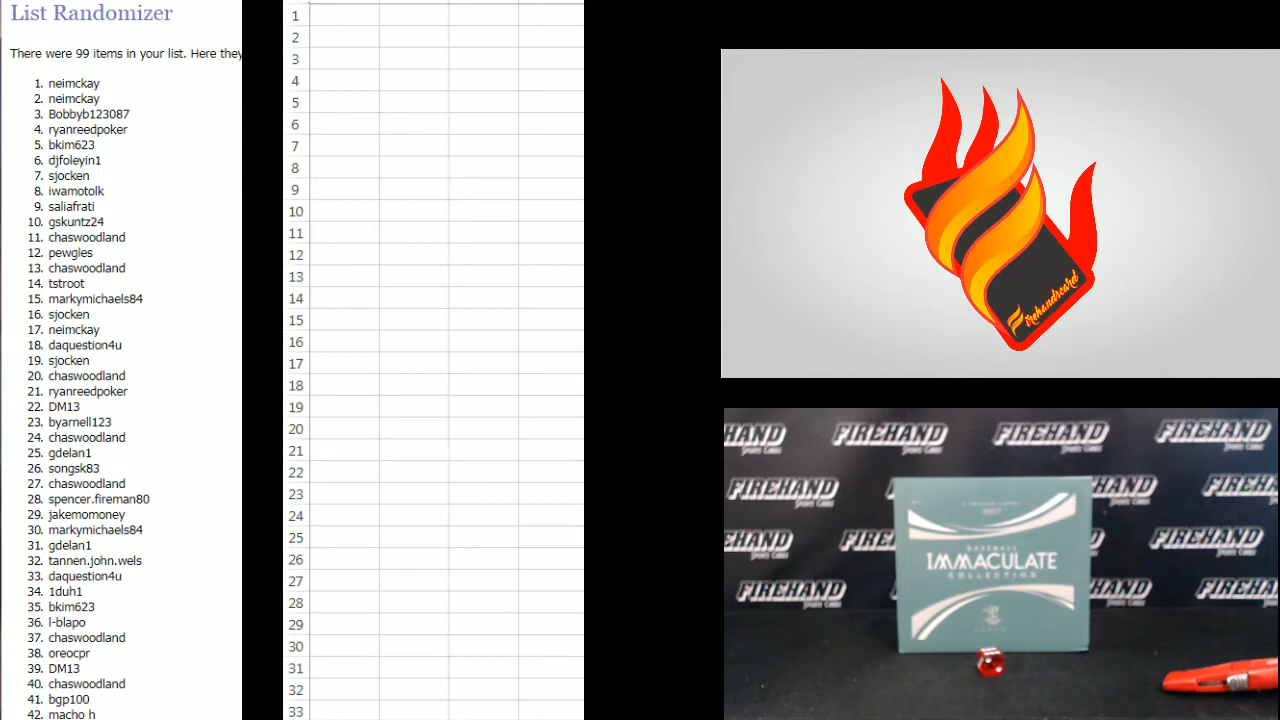 List Randomizer
There were 99 items in your list. Here they
1. neimckay
2. neimckay
3. Bobbyb123087
4. ryanreedpoker
5. bkim623
6. djfoleyin1
7. sjocken
8. iwamotolk
9. saliafrati
10. gskuntz24
11. chaswoodland
12. pewgles
13. chaswoodland
14. tstroot
15. markymichaels84
16. sjocken
17. neimckay
18. daquestion4u
19. sjocken
20. chaswoodland
21. ryanreedpoker
22. DM13
23. byarnell123
24. chaswoodland
25. gdelan1
26. songsk83
27. chaswoodland
28. spencer.fireman80
29. jakemomoney
30. markymichaels84
31. gdelan1
32. tannen.john.wels
33. daquestion4u
34. 1duh1
35. bkim623
36. l-blapo
37. chaswoodland
38. oreocpr
39. DM13
40. chaswoodland
41. bgp100
42. macho h
1
2
3
4
5
6
7
8
9
10
11
12
13
14
15
16
17
18
19
20
21
22
23
24
25
26
27
28
29
30
31
32
33
Firehandscard
FIREHAND
FIREHAND
FIREHAND
FIREHAND
FIREHAND
FIREHAND
FIREHAND
FIREHAND
FIREHAND
BASEBALL
IMMACULATE
COLLECTION